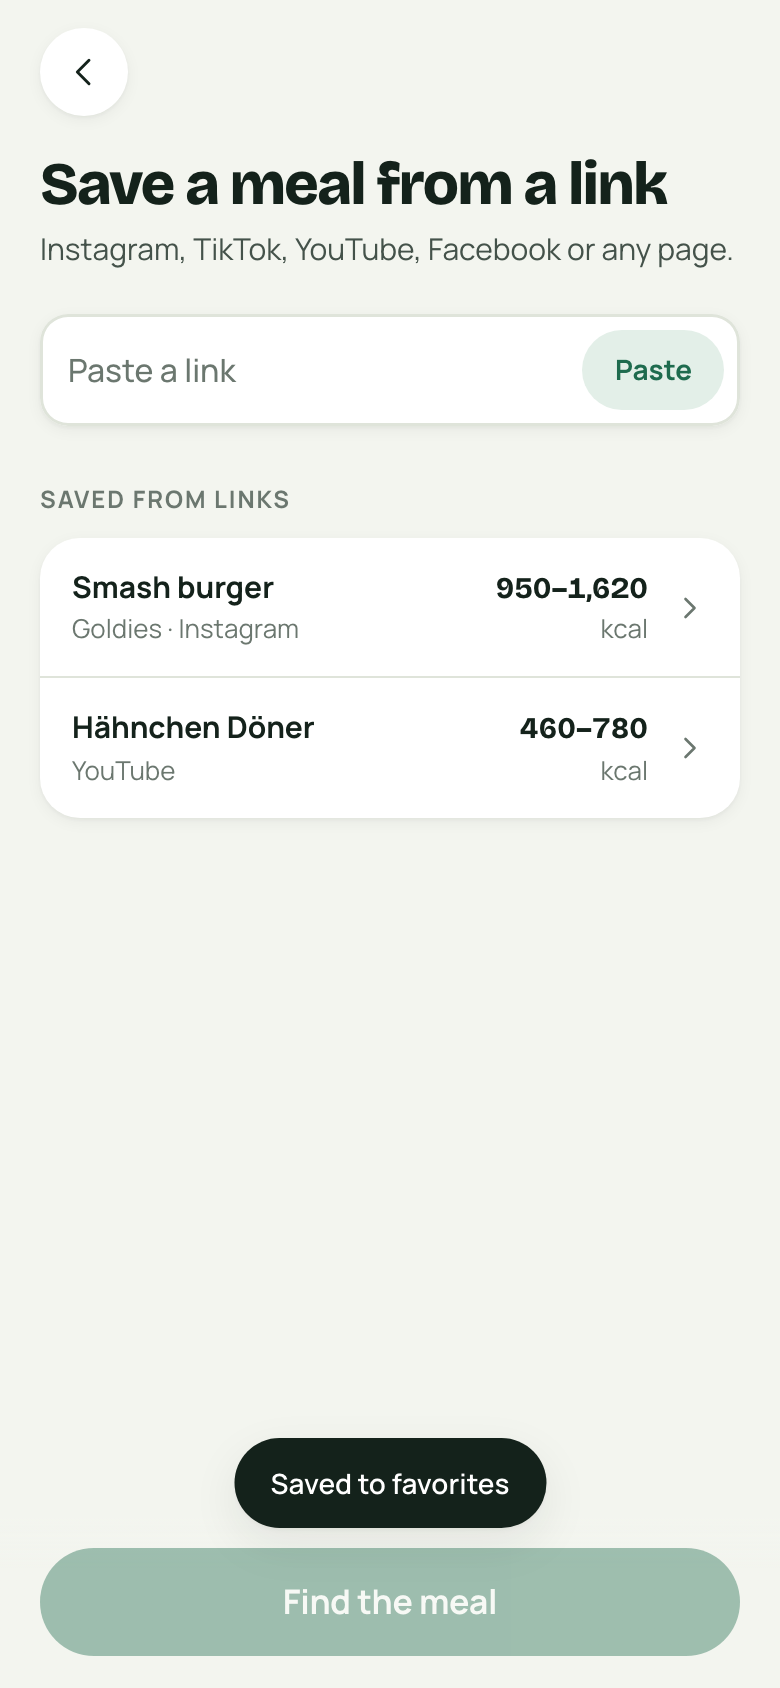 Save a meal from a link
Instagram, TikTok, YouTube, Facebook or any page.
Paste a link
Paste
SAVED FROM LINKS
Smash burger
950–1,620
Goldies · Instagram
kcal
Hähnchen Döner
460–780
YouTube
kcal
Saved to favorites
Find the meal